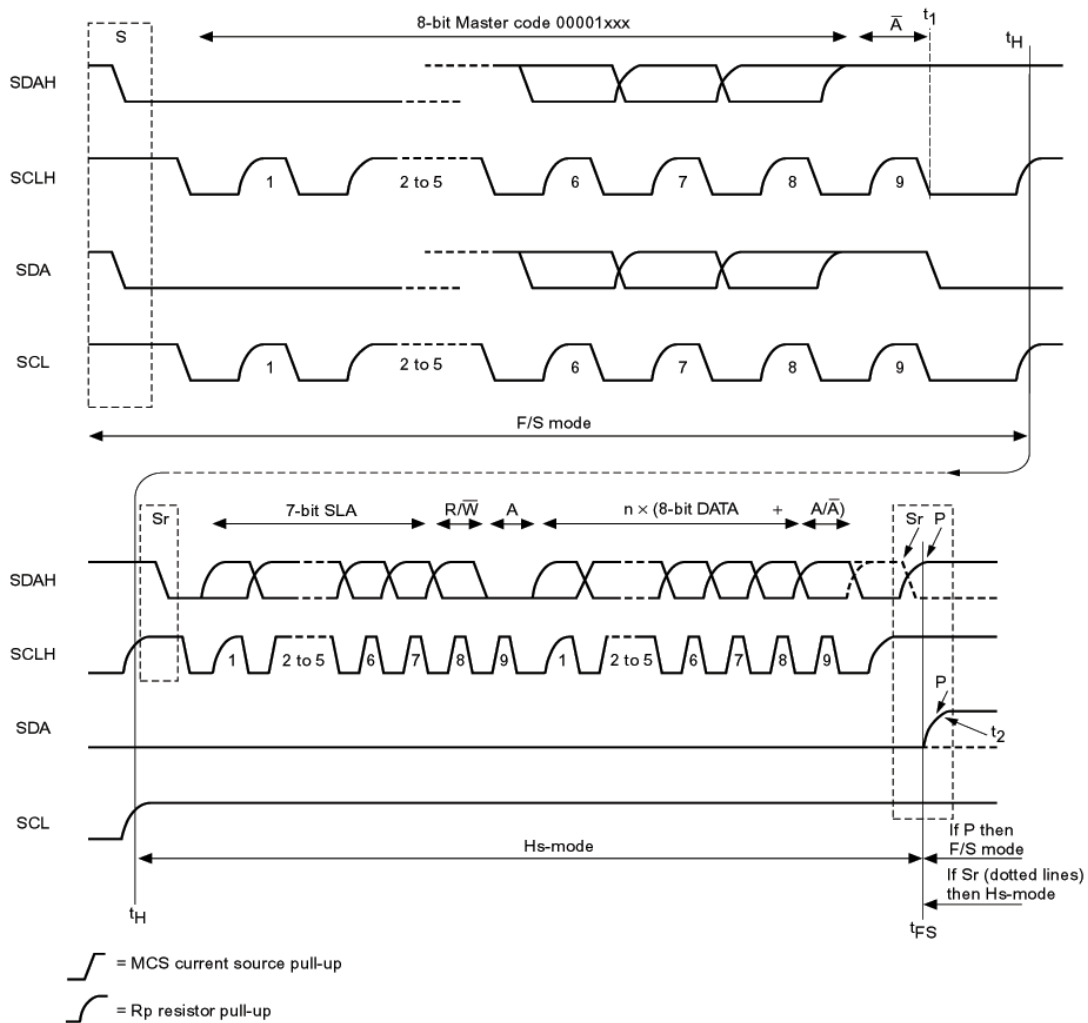 S
8-bit Master code 00001xxx
A̅
t1
tH
SDAH
SCLH
1
2 to 5
6
7
8
9
SDA
SCL
1
2 to 5
6
7
8
9
F/S mode
Sr
7-bit SLA
R/W̅
A
n × (8-bit DATA +
A/A̅)
Sr P
SDAH
SCLH
1
2 to 5
6
7
8
9
1
2 to 5
6
7
8
9
SDA
P
t2
SCL
Hs-mode
If P then
F/S mode
If Sr (dotted lines)
then Hs-mode
tH
tFS
= MCS current source pull-up
= Rp resistor pull-up